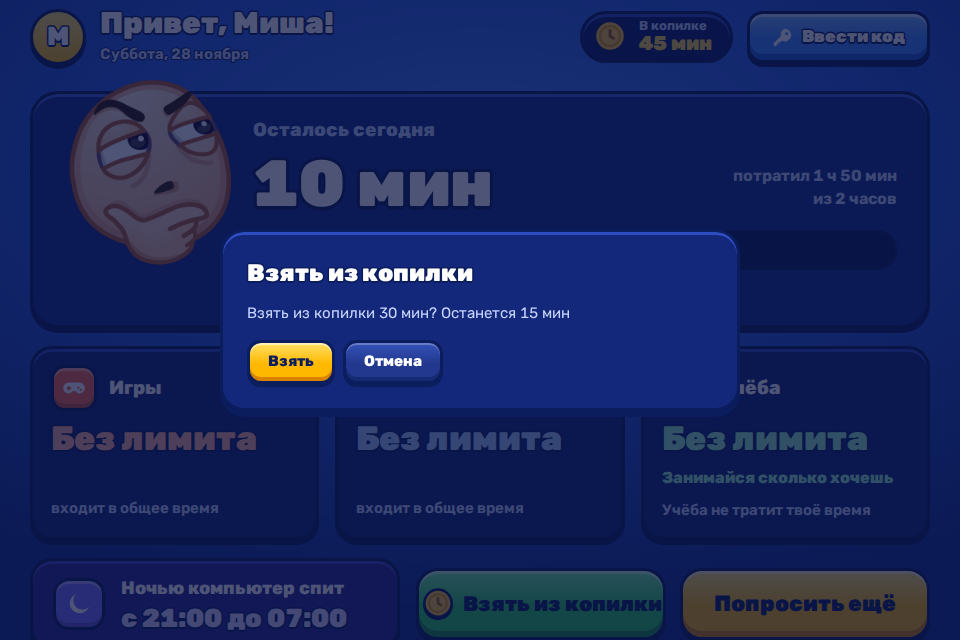 М
Привет, Миша!
Суббота, 28 ноября
В копилке
45 мин
Ввести код
Осталось сегодня
10 мин
потратил 1 ч 50 мин
из 2 часов
Взять из копилки
Взять из копилки 30 мин? Останется 15 мин
Взять
Отмена
Игры
Без лимита
входит в общее время
Без лимита
входит в общее время
чёба
Без лимита
Занимайся сколько хочешь
Учёба не тратит твоё время
Ночью компьютер спит
с 21:00 до 07:00
Взять из копилки
Попросить ещё